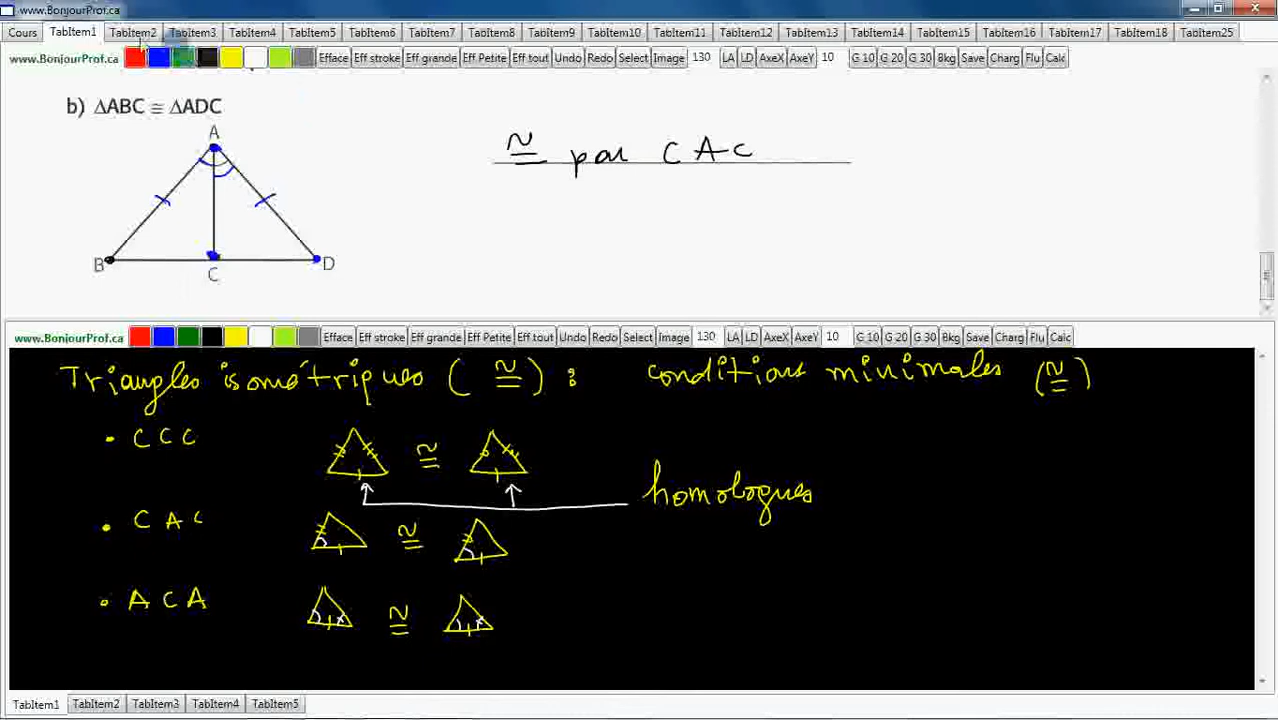 www.BonjourProf.ca
Cours TabItem1 TabItem2 TabItem3 TabItem4 TabItem5 TabItem6 TabItem7 TabItem8 TabItem9 TabItem10 TabItem11 TabItem12 TabItem13 TabItem14 TabItem15 TabItem16 TabItem17 TabItem18 TabItem25
www.BonjourProf.ca Efface Eff stroke Eff grande Eff Petite Eff tout Undo Redo Select Image 130 LA LD AxeX AxeY 10 G 10 G 20 G 30 Bkg Save Charg Flu Calc
b) ΔABC ≅ ΔADC
A
B
C
D
≅ par C A C
www.BonjourProf.ca Efface Eff stroke Eff grande Eff Petite Eff tout Undo Redo Select Image 130 LA LD AxeX AxeY 10 G 10 G 20 G 30 Bkg Save Charg Flu Calc
Triangles isométriques ( ≅ ) : conditions minimales (≅)
• C C C ≅
homologues
• C A C ≅
• A C A ≅
TabItem1 TabItem2 TabItem3 TabItem4 TabItem5